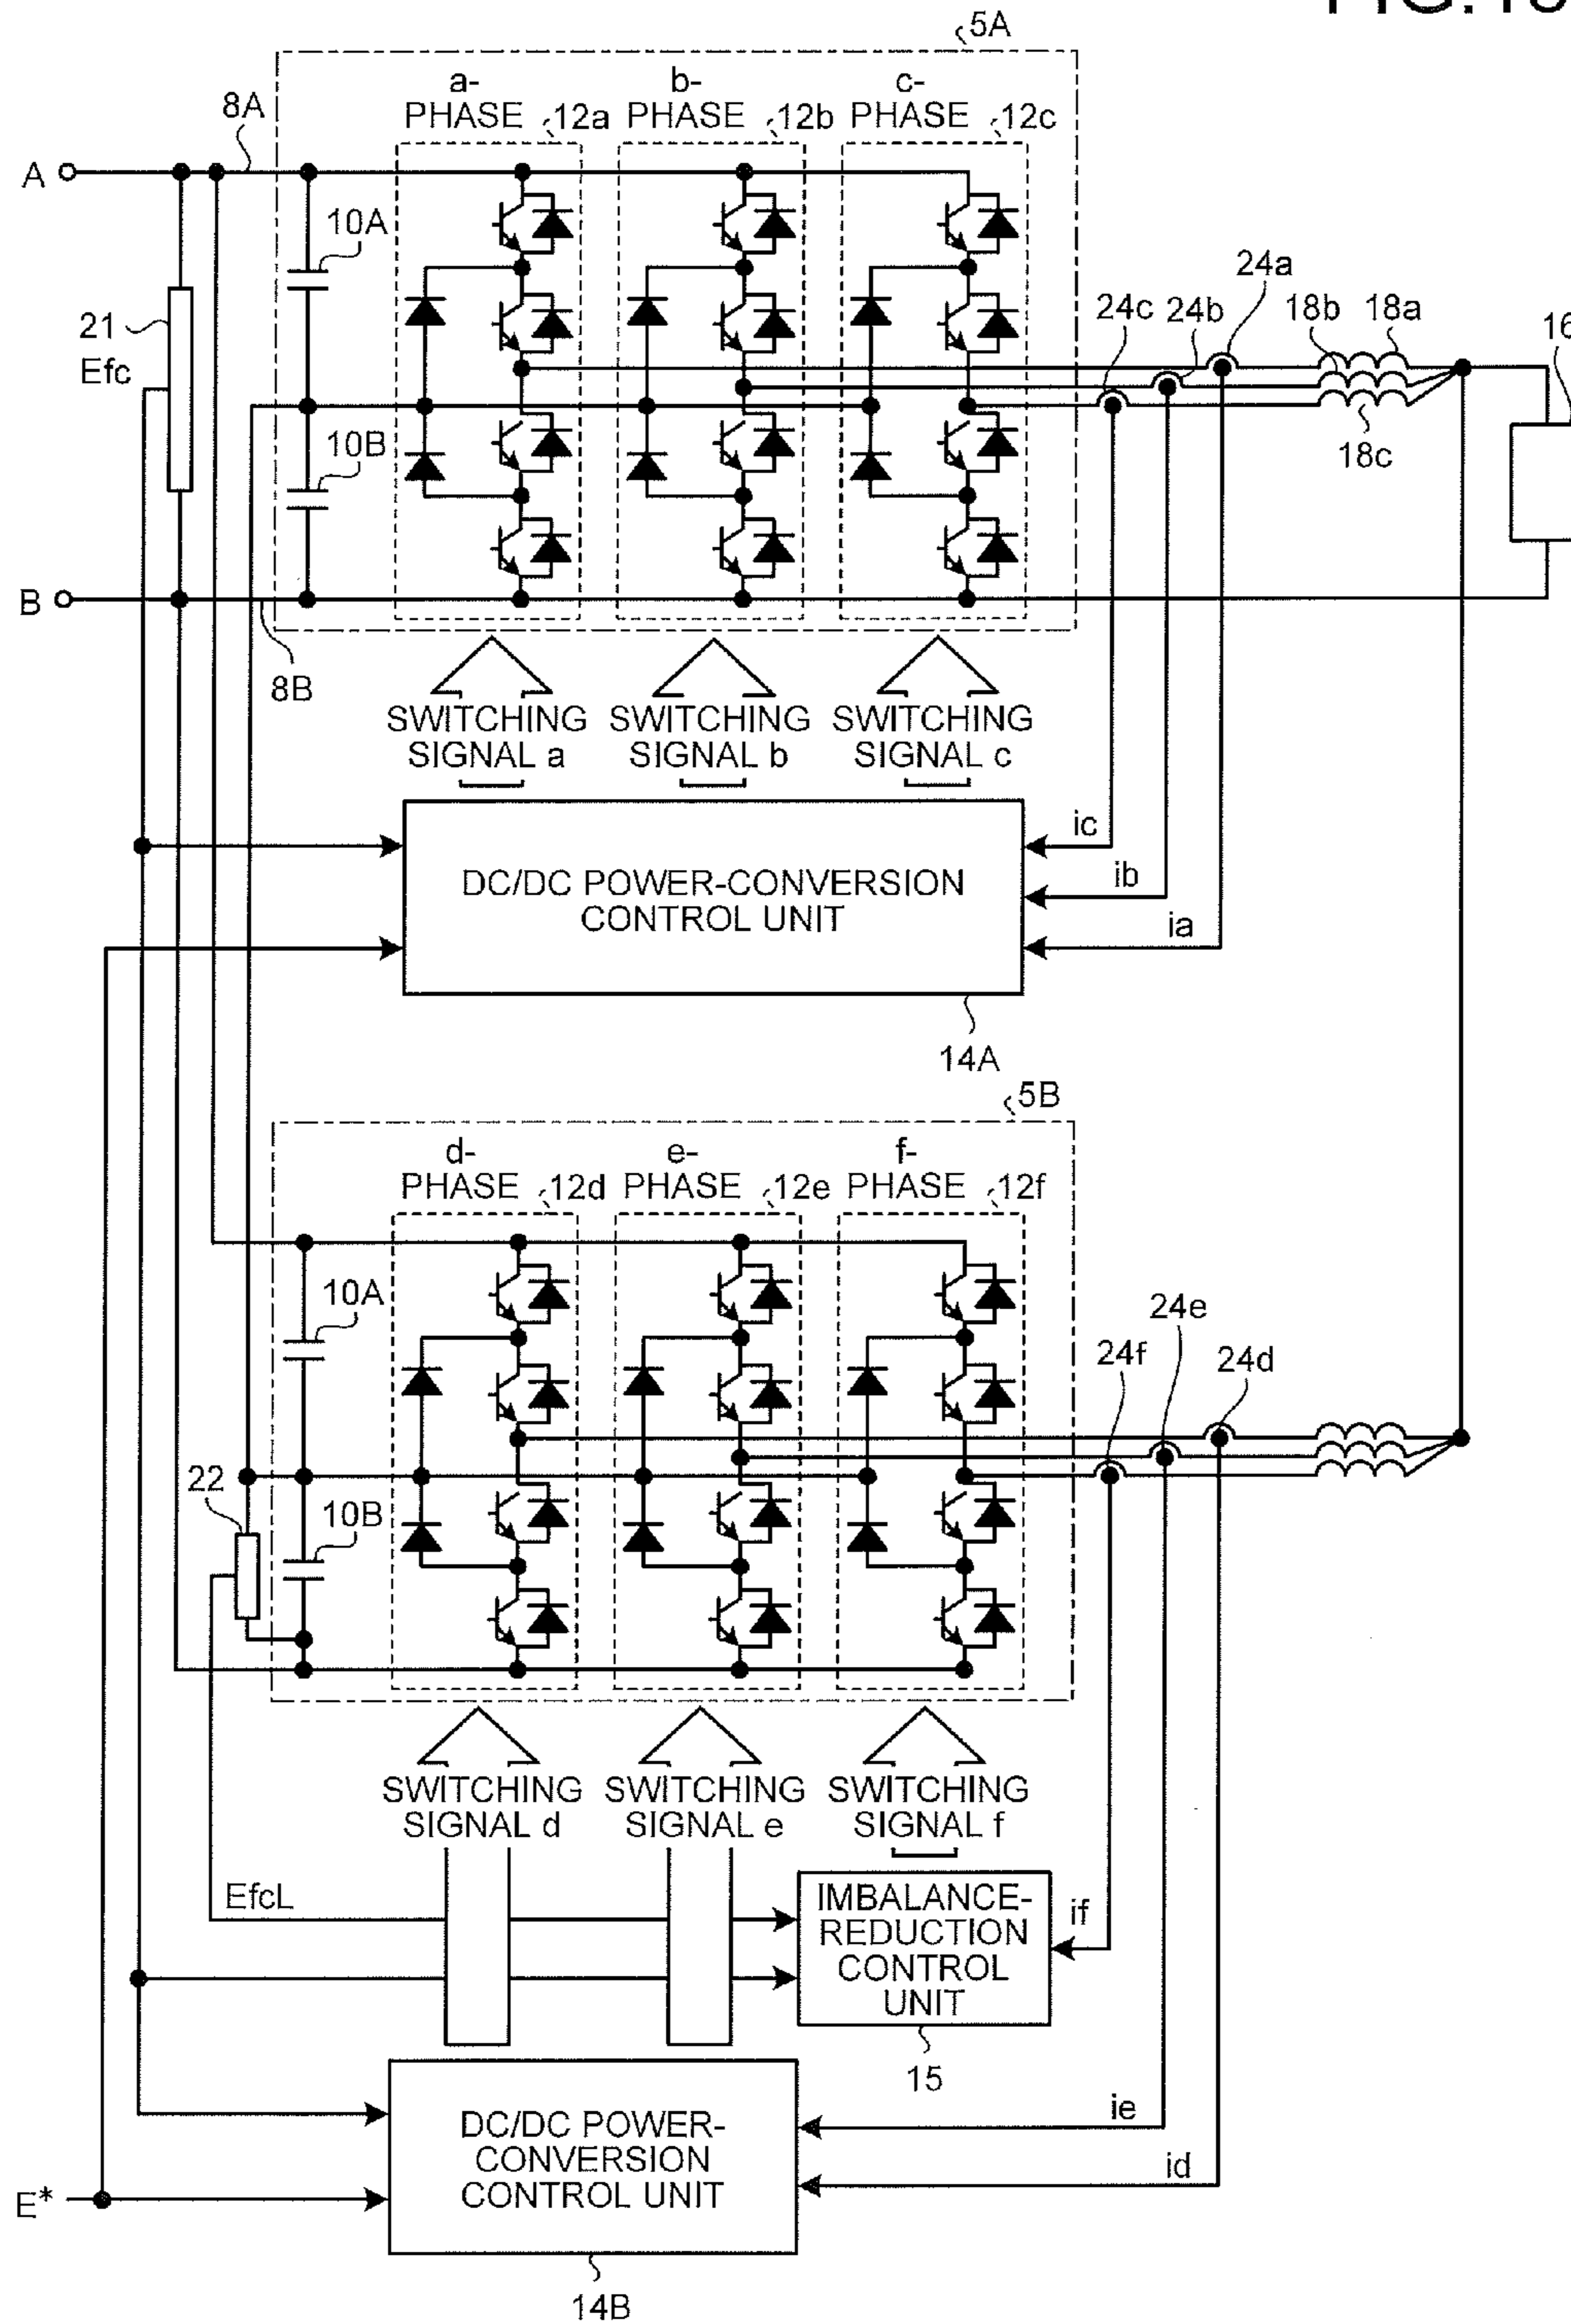 5A
a-
PHASE
12a
b-
PHASE
12b
c-
PHASE
12c
8A
A
10A
21
Efc
10B
B
8B
24a
24c
24b
18b
18a
18c
SWITCHING
SIGNAL a
SWITCHING
SIGNAL b
SWITCHING
SIGNAL c
DC/DC POWER-CONVERSION
CONTROL UNIT
ic
ib
ia
14A
5B
d-
PHASE
12d
e-
PHASE
12e
f-
PHASE
12f
10A
22
10B
24e
24f
24d
SWITCHING
SIGNAL d
SWITCHING
SIGNAL e
SWITCHING
SIGNAL f
EfcL
IMBALANCE-
REDUCTION
CONTROL
UNIT
if
15
DC/DC POWER-
CONVERSION
CONTROL UNIT
ie
id
E*
14B